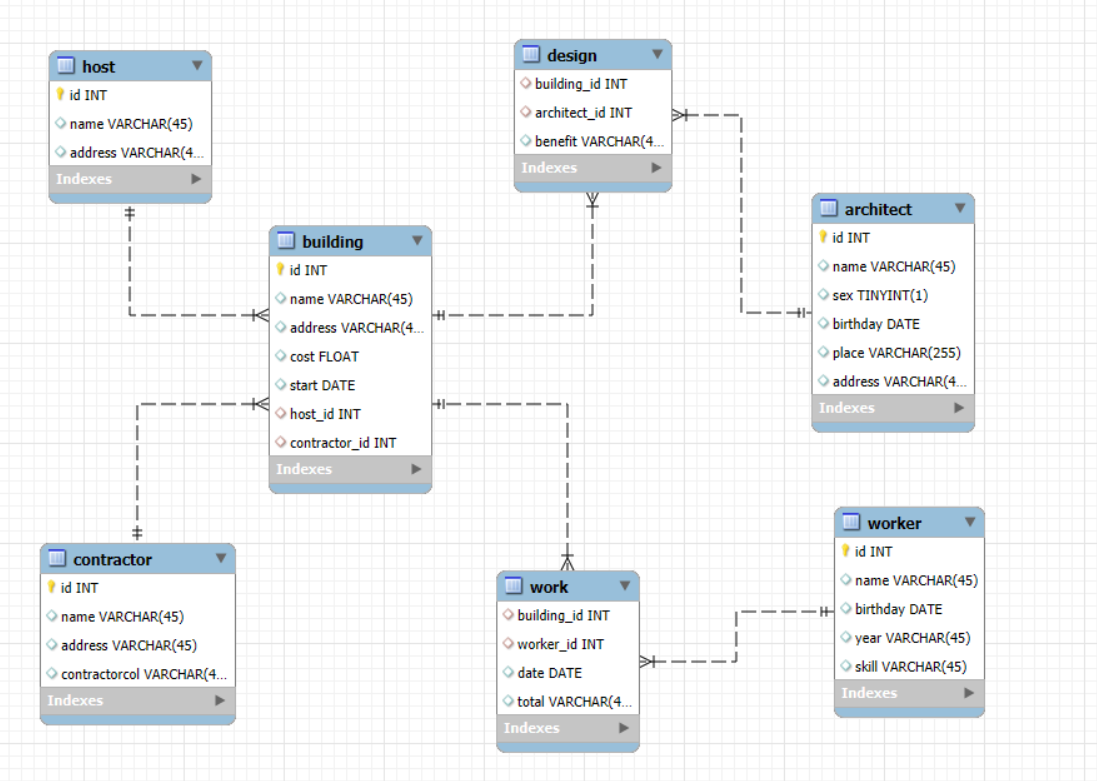 host
id INT
name VARCHAR(45)
address VARCHAR(4...
Indexes
design
building_id INT
architect_id INT
benefit VARCHAR(4...
Indexes
building
id INT
name VARCHAR(45)
address VARCHAR(4...
cost FLOAT
start DATE
host_id INT
contractor_id INT
Indexes
architect
id INT
name VARCHAR(45)
sex TINYINT(1)
birthday DATE
place VARCHAR(255)
address VARCHAR(4...
Indexes
contractor
id INT
name VARCHAR(45)
address VARCHAR(45)
contractorcol VARCHAR(4...
Indexes
work
building_id INT
worker_id INT
date DATE
total VARCHAR(4...
Indexes
worker
id INT
name VARCHAR(45)
birthday DATE
year VARCHAR(45)
skill VARCHAR(45)
Indexes